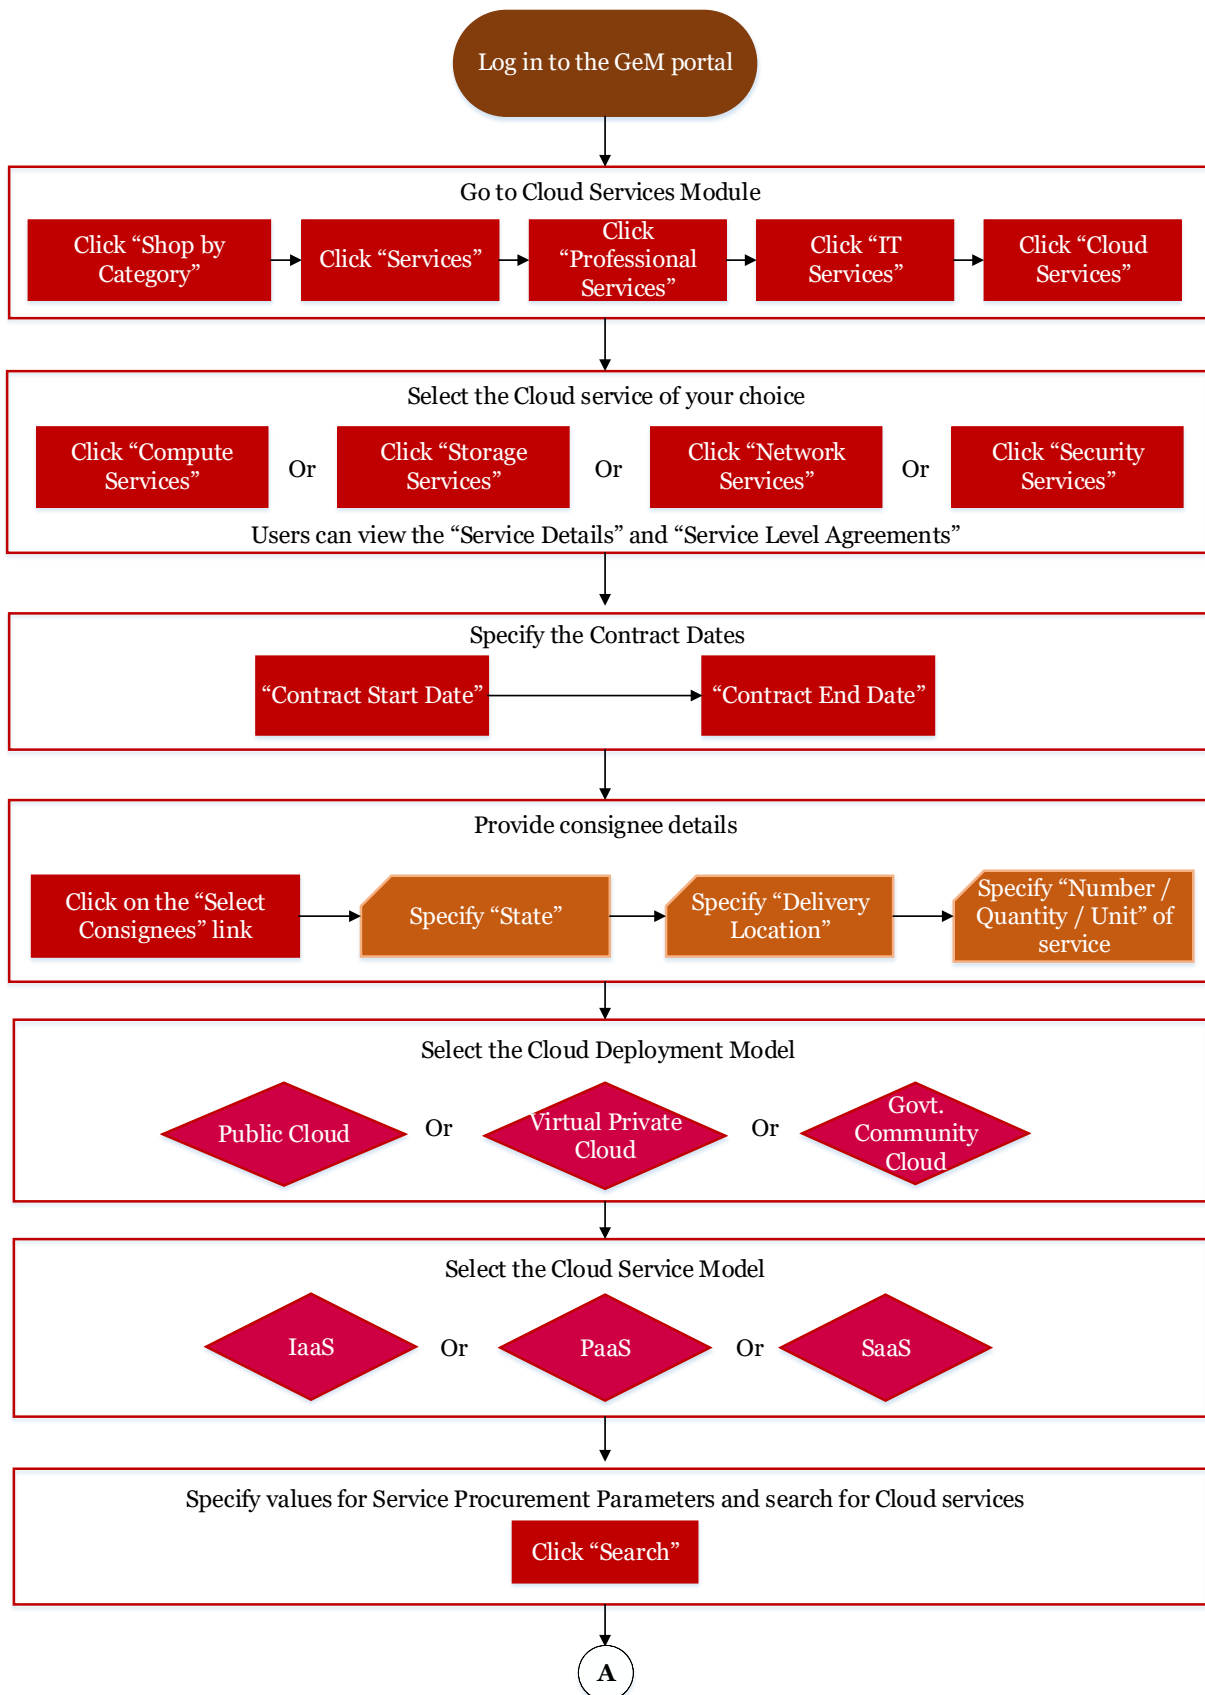 Log in to the GeM portal
Go to Cloud Services Module
Click “Shop by
Category”
Click “Services”
Click
“Professional
Services”
Click “IT
Services”
Click “Cloud
Services”
Select the Cloud service of your choice
Click “Compute
Services”
Or
Click “Storage
Services”
Or
Click “Network
Services”
Or
Click “Security
Services”
Users can view the “Service Details” and “Service Level Agreements”
Specify the Contract Dates
“Contract Start Date”
“Contract End Date”
Provide consignee details
Click on the “Select
Consignees” link
Specify “State”
Specify “Delivery
Location”
Specify “Number /
Quantity / Unit” of
service
Select the Cloud Deployment Model
Public Cloud
Or
Virtual Private
Cloud
Or
Govt.
Community
Cloud
Select the Cloud Service Model
IaaS
Or
PaaS
Or
SaaS
Specify values for Service Procurement Parameters and search for Cloud services
Click “Search”
A